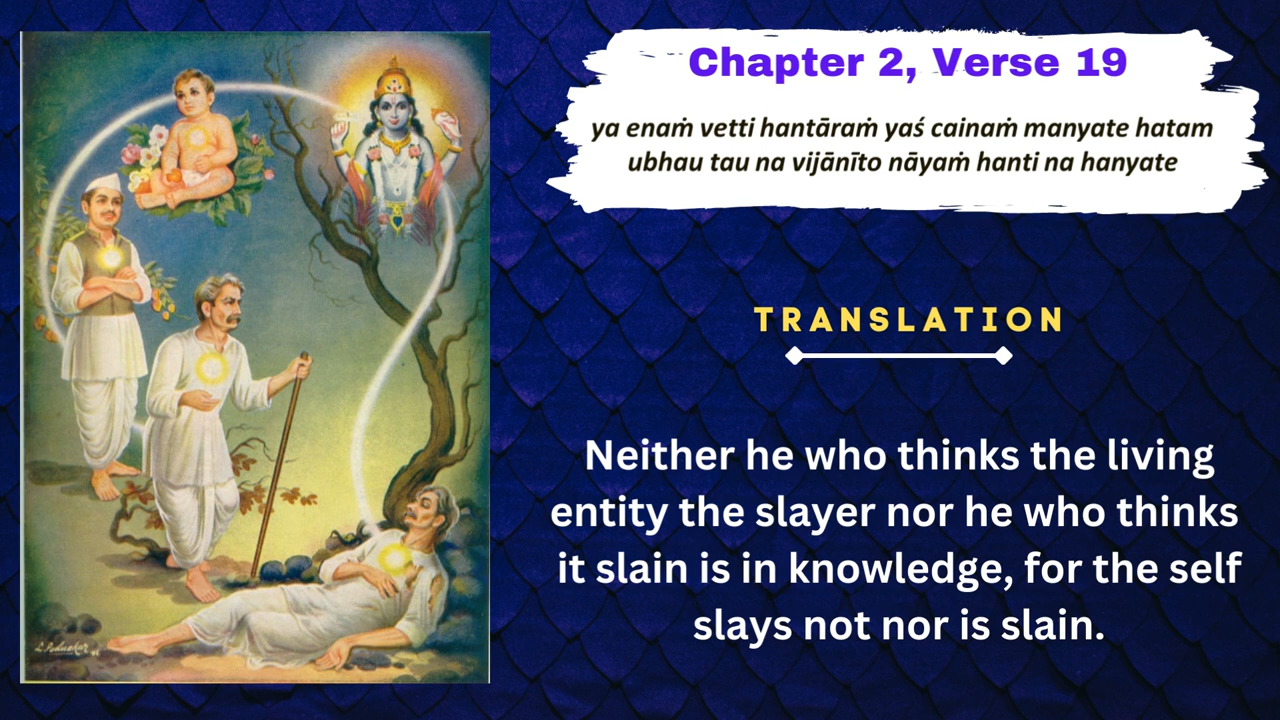 Chapter 2, Verse 19
ya enaṁ vetti hantāraṁ yaś cainaṁ manyate hatam
ubhau tau na vijānīto nāyaṁ hanti na hanyate
TRANSLATION
Neither he who thinks the living
entity the slayer nor he who thinks
it slain is in knowledge, for the self
slays not nor is slain.